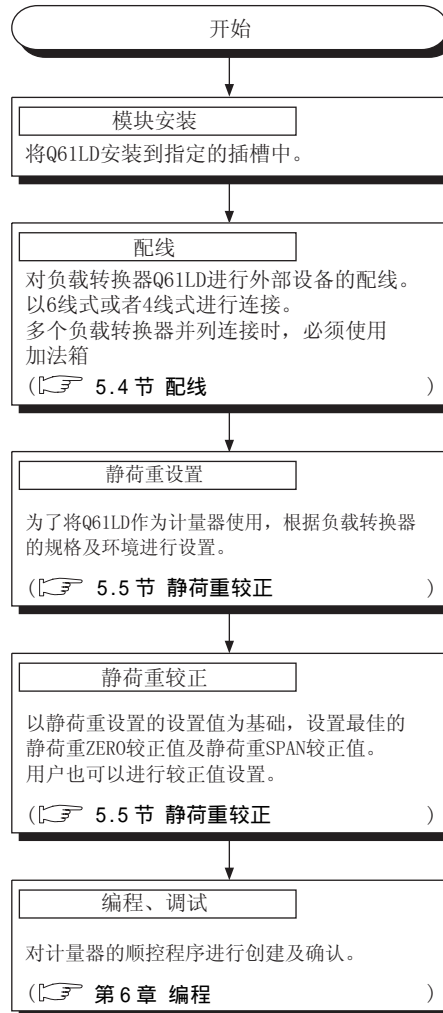 开始
模块安装
将Q61LD安装到指定的插槽中。
配线
对负载转换器Q61LD进行外部设备的配线。
以6线式或者4线式进行连接。
多个负载转换器并列连接时，必须使用
加法箱
(☞ 5.4 节 配线 )
静荷重设置
为了将Q61LD作为计量器使用，根据负载转换器
的规格及环境进行设置。
(☞ 5.5 节 静荷重较正 )
静荷重较正
以静荷重设置的设置值为基础，设置最佳的
静荷重ZERO较正值及静荷重SPAN较正值。
用户也可以进行较正值设置。
(☞ 5.5 节 静荷重较正 )
编程、调试
对计量器的顺控程序进行创建及确认。
(☞ 第 6 章 编程 )